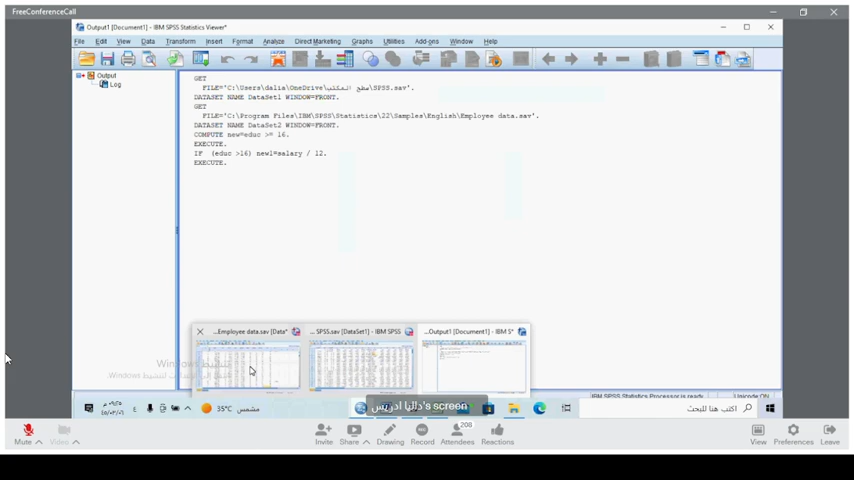 FreeConferenceCall
Output1 [Document1] - IBM SPSS Statistics Viewer*
File Edit View Data Transform Insert Format Analyze Direct Marketing Graphs Utilities Add-ons Window Help
Output
Log
GET
FILE='C:\Users\dalia\OneDrive\سطح المكتب\SPSS.sav'.
DATASET NAME DataSet1 WINDOW=FRONT.
GET
FILE='C:\Program Files\IBM\SPSS\Statistics\22\Samples\English\Employee data.sav'.
DATASET NAME DataSet2 WINDOW=FRONT.
COMPUTE new=educ >= 16.
EXECUTE.
IF (educ >16) new1=salary / 12.
EXECUTE.
...Employee data.sav [Data*
... SPSS.sav [DataSet1] - IBM SPSS
...Output1 [Document1] - IBM S*
تنشيط Windows
IBM SPSS Statistics Processor is ready
Unicode:ON
35°C مشمس
داليا ادريس's screen
اكتب هنا للبحث
208
Mute Video Invite Share Drawing Record Attendees Reactions View Preferences Leave